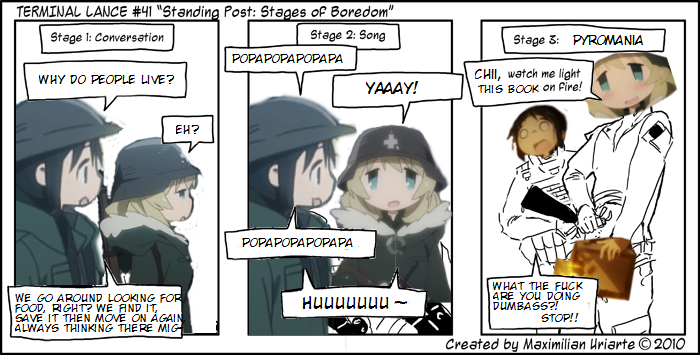 TERMINAL LANCE #41 "Standing Post: Stages of Boredom"
Stage 1: Conversation
WHY DO PEOPLE LIVE?
EH?
WE GO AROUND LOOKING FOR
FOOD, RIGHT? WE FIND IT,
SAVE IT THEN MOVE ON AGAIN.
ALWAYS THINKING THERE MIG-
Stage 2: Song
POPAPOPAPOPAPA
YAAAY!
POPAPOPAPOPAPA
HUUUUUUU ~
Stage 3: PYROMANIA
CHII, watch me light
THIS BOOK on fire!
WHAT THE FUCK
ARE YOU DOING
DUMBASS?!
STOP!!
Created by Maximilian Uriarte © 2010